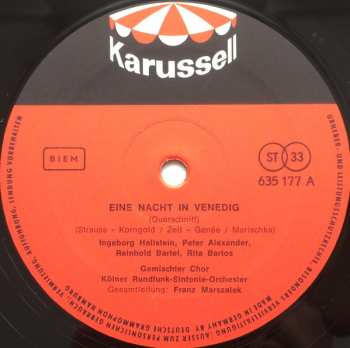 Karussell
BIEM
ST 33
635 177 A
EINE NACHT IN VENEDIG
(Querschnitt)
(Strauss - Korngold / Zell - Genée / Marischka)
Ingeborg Hallstein, Peter Alexander,
Reinhold Bartel, Rita Bartos
Gemischter Chor
Kölner Rundfunk-Sinfonie-Orchester
Gesamtleitung: Franz Marszalek
MADE IN GERMANY BY DEUTSCHE GRAMMOPHON HAMBURG